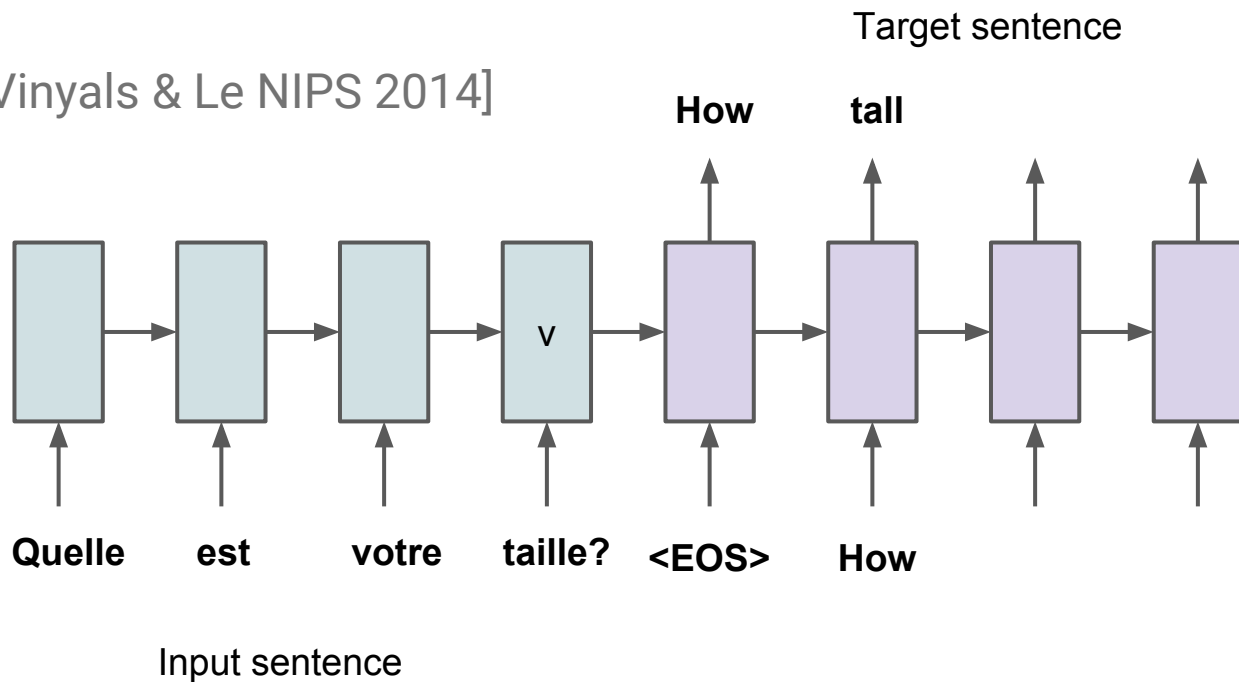 Target sentence
Vinyals & Le NIPS 2014]
How tall
v
Quelle est votre taille? <EOS> How
Input sentence